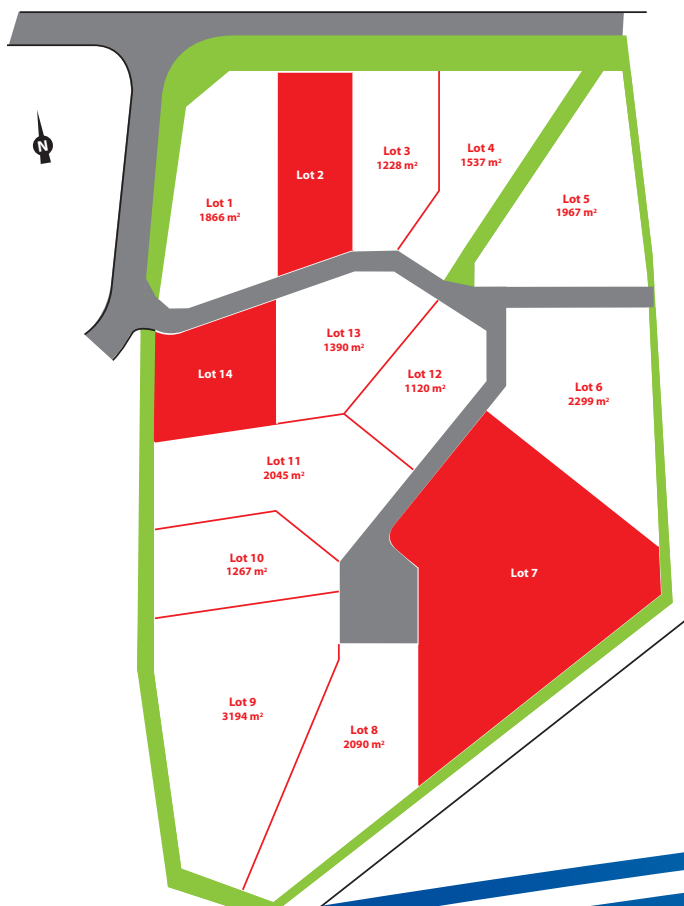 N
Lot 1
1866 m²
Lot 2
Lot 3
1228 m²
Lot 4
1537 m²
Lot 5
1967 m²
Lot 14
Lot 13
1390 m²
Lot 12
1120 m²
Lot 6
2299 m²
Lot 11
2045 m²
Lot 10
1267 m²
Lot 7
Lot 9
3194 m²
Lot 8
2090 m²